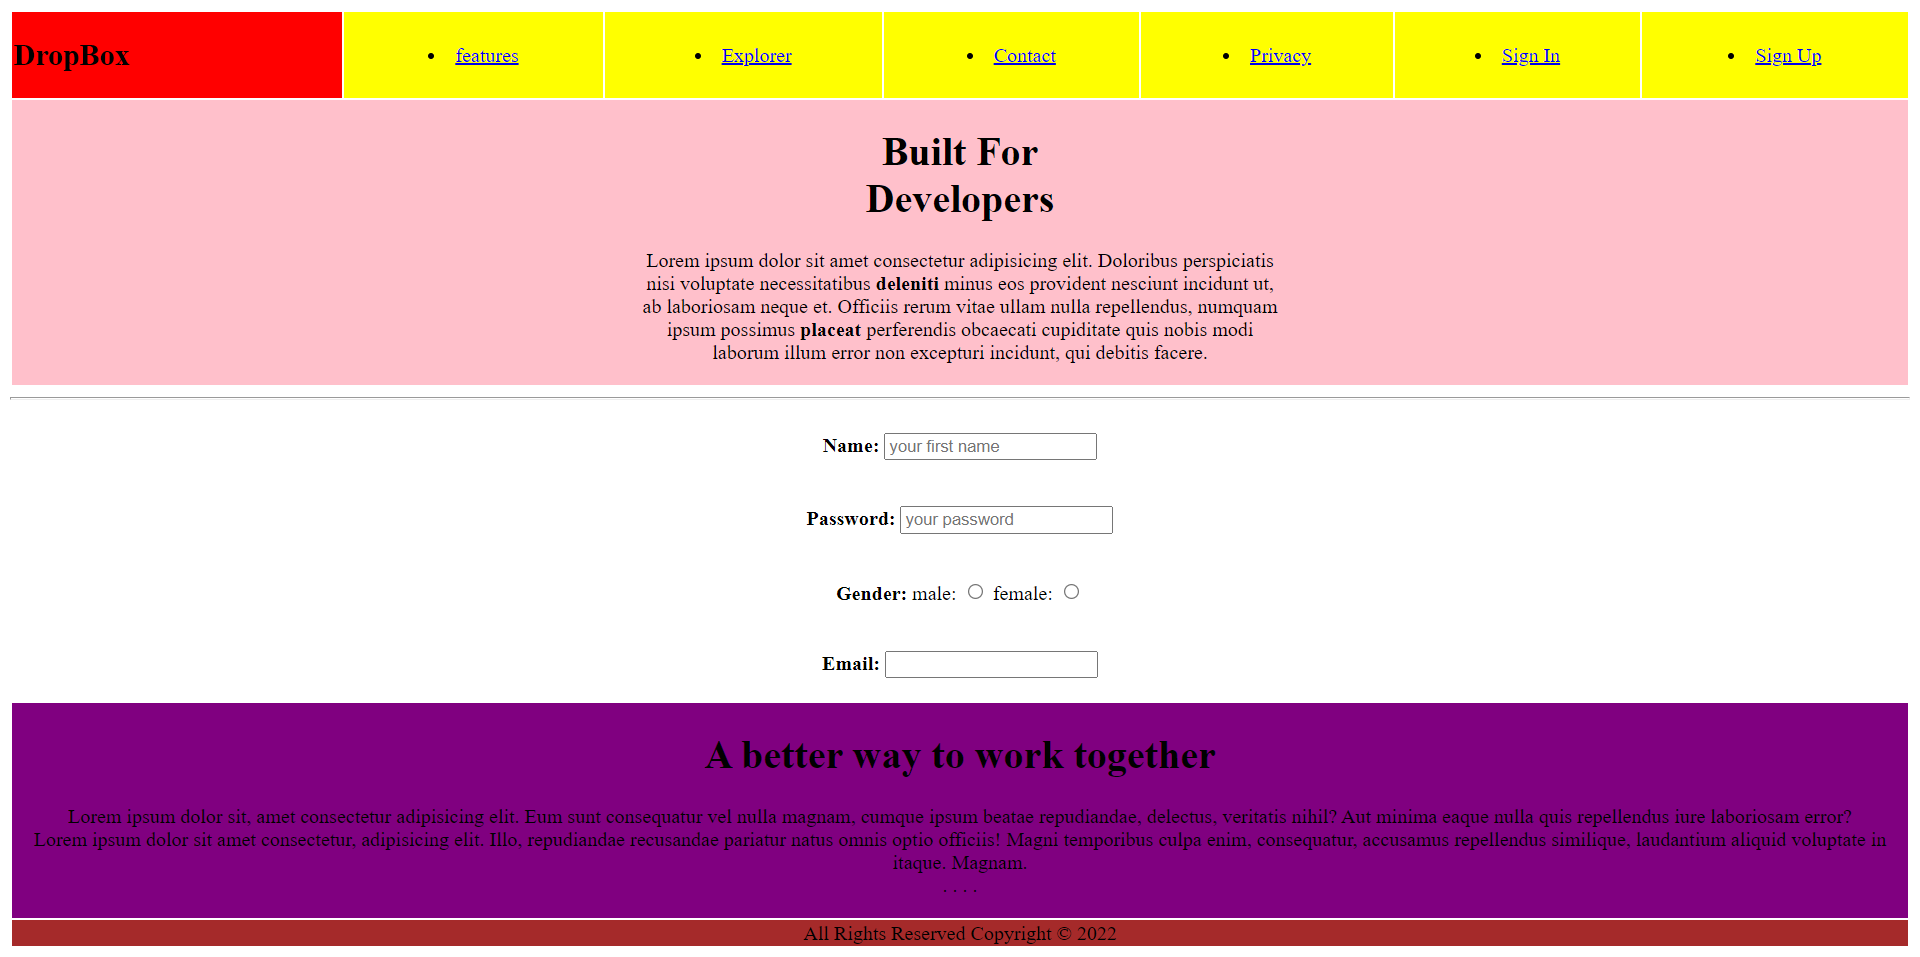 DropBox
• features
• Explorer
• Contact
• Privacy
• Sign In
• Sign Up
Built For
Developers
Lorem ipsum dolor sit amet consectetur adipisicing elit. Doloribus perspiciatis
nisi voluptate necessitatibus deleniti minus eos provident nesciunt incidunt ut,
ab laboriosam neque et. Officiis rerum vitae ullam nulla repellendus, numquam
ipsum possimus placeat perferendis obcaecati cupiditate quis nobis modi
laborum illum error non excepturi incidunt, qui debitis facere.
Name: your first name
Password: your password
Gender: male: female:
Email:
A better way to work together
Lorem ipsum dolor sit, amet consectetur adipisicing elit. Eum sunt consequatur vel nulla magnam, cumque ipsum beatae repudiandae, delectus, veritatis nihil? Aut minima eaque nulla quis repellendus iure laboriosam error?
Lorem ipsum dolor sit amet consectetur, adipisicing elit. Illo, repudiandae recusandae pariatur natus omnis optio officiis! Magni temporibus culpa enim, consequatur, accusamus repellendus similique, laudantium aliquid voluptate in
itaque. Magnam.
. . . .
All Rights Reserved Copyright © 2022